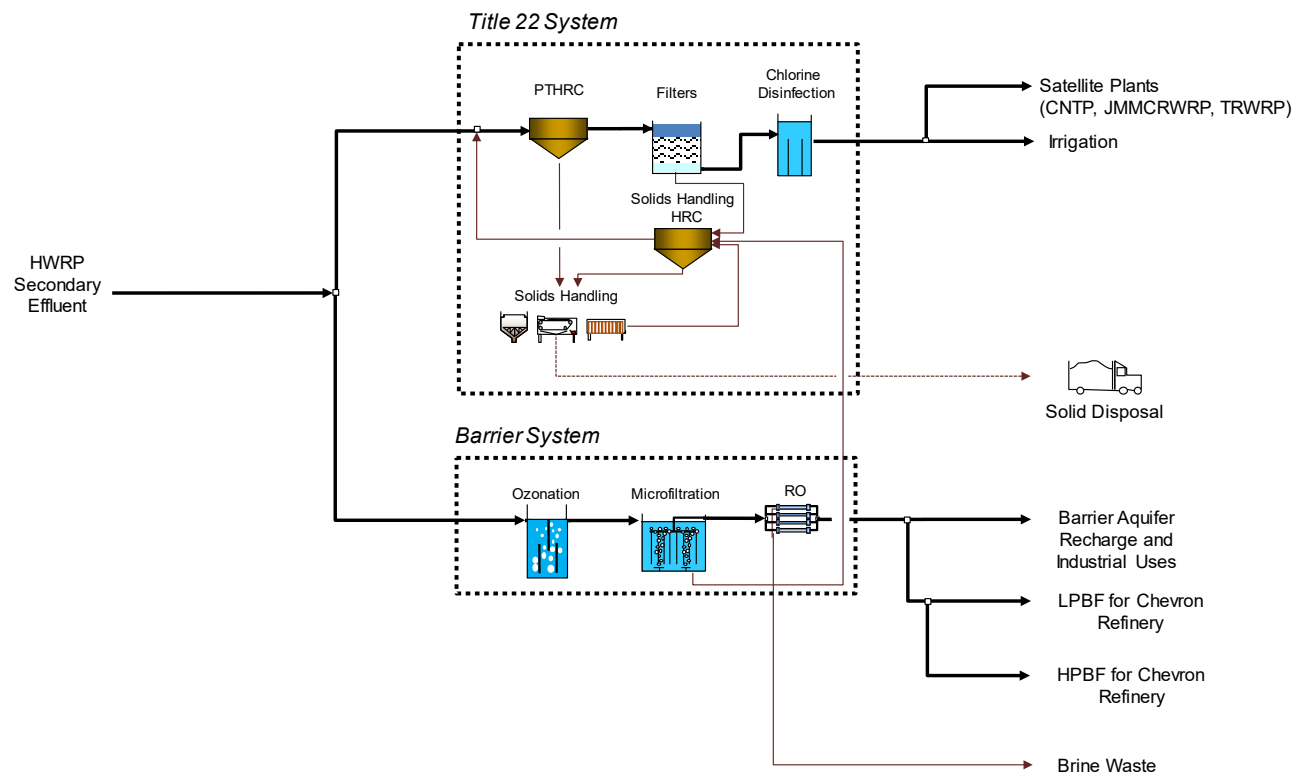 Title 22 System
PTHRC
Filters
Chlorine
Disinfection
Satellite Plants
(CNTP, JMMCRWRP, TRWRP)
Irrigation
Solids Handling
HRC
HWRP
Secondary
Effluent
Solids Handling
Solid Disposal
Barrier System
Ozonation
Microfiltration
RO
Barrier Aquifer
Recharge and
Industrial Uses
LPBF for Chevron
Refinery
HPBF for Chevron
Refinery
Brine Waste